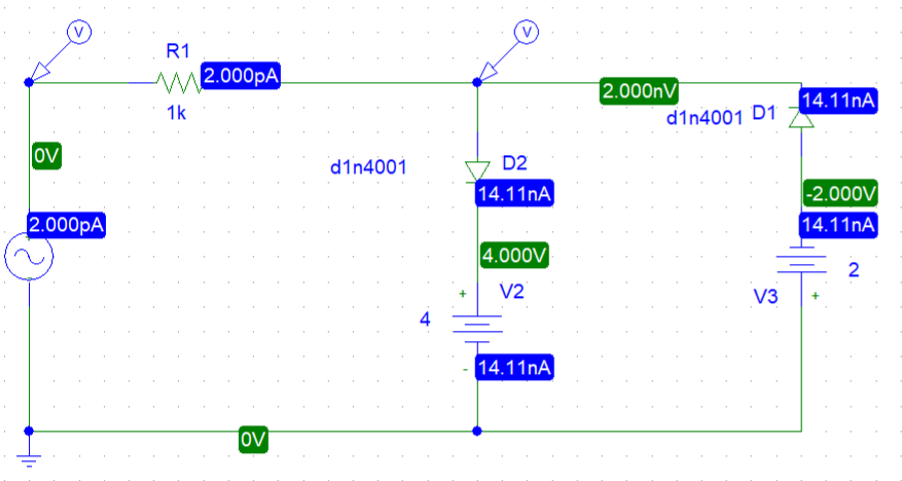 V
V
R1
2.000pA
1k
2.000nV
14.11nA
d1n4001
D1
0V
d1n4001
D2
14.11nA
-2.000V
2.000pA
14.11nA
4.000V
+
V2
2
V3
+
4
-
14.11nA
0V